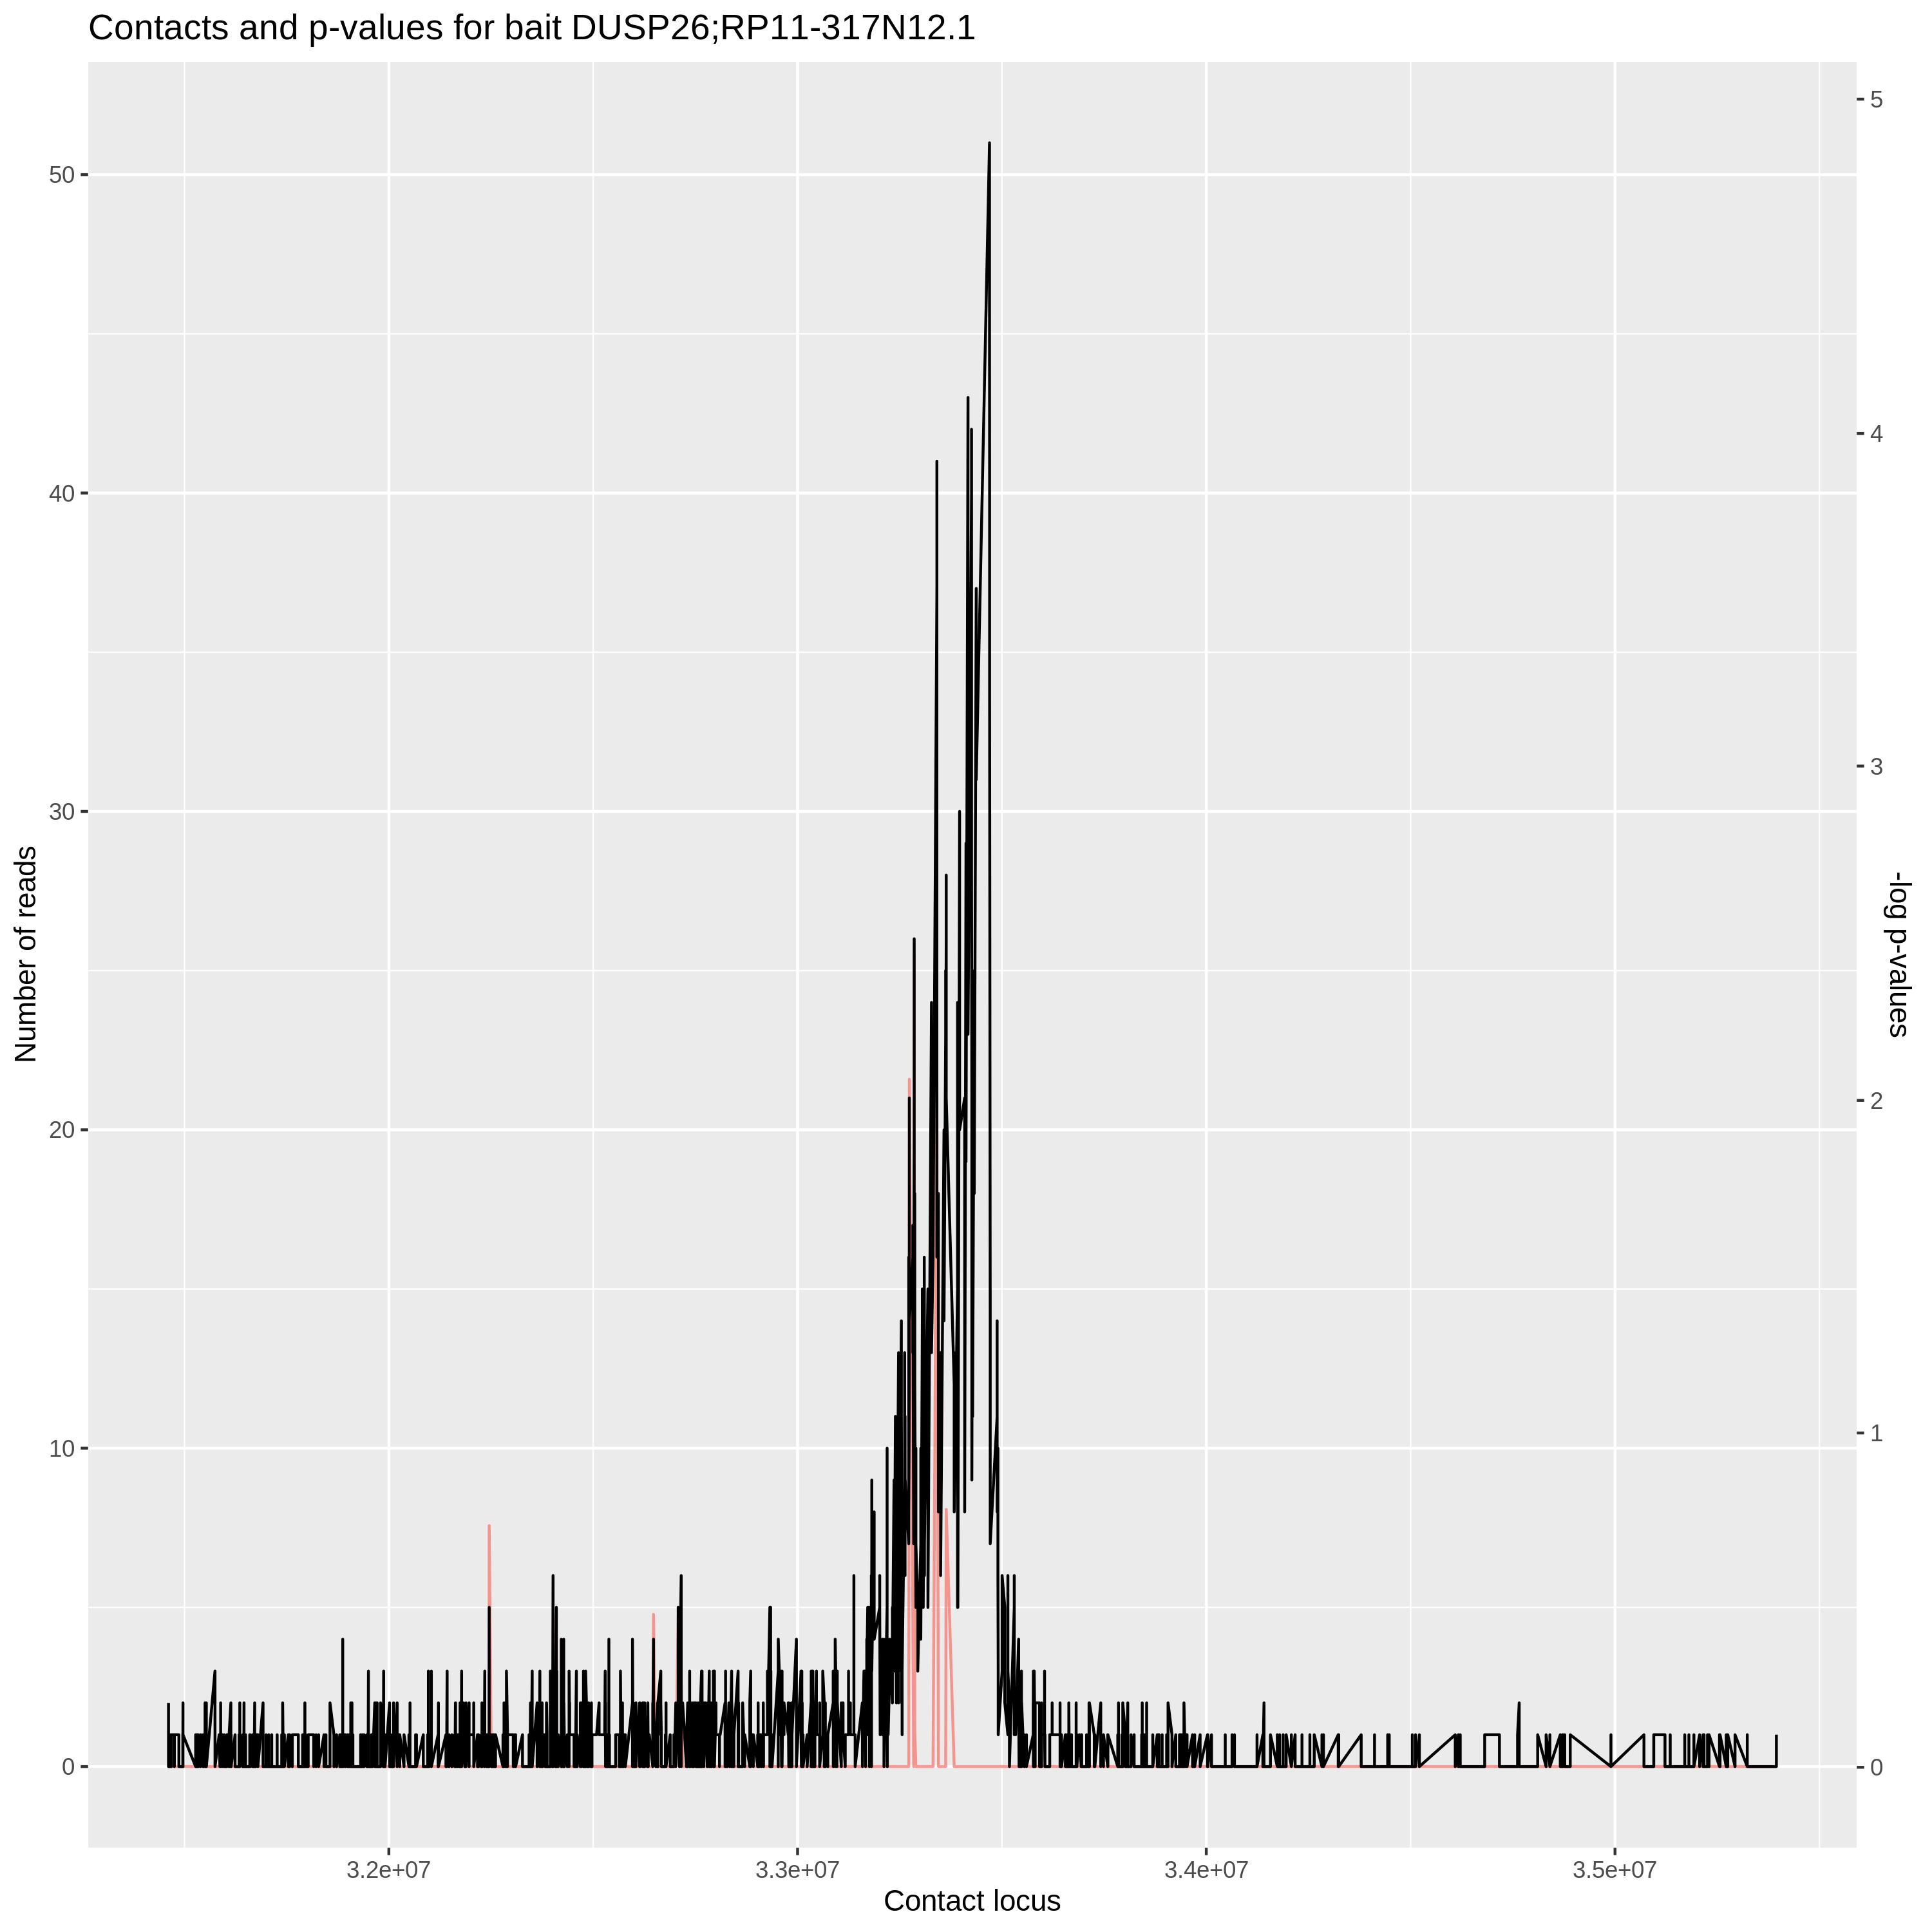 Contacts and p-values for bait DUSP26;RP11-317N12.1
50
40
30
20
10
0
Number of reads
5
4
3
2
1
0
-log p-values
3.2e+07
3.3e+07
3.4e+07
3.5e+07
Contact locus